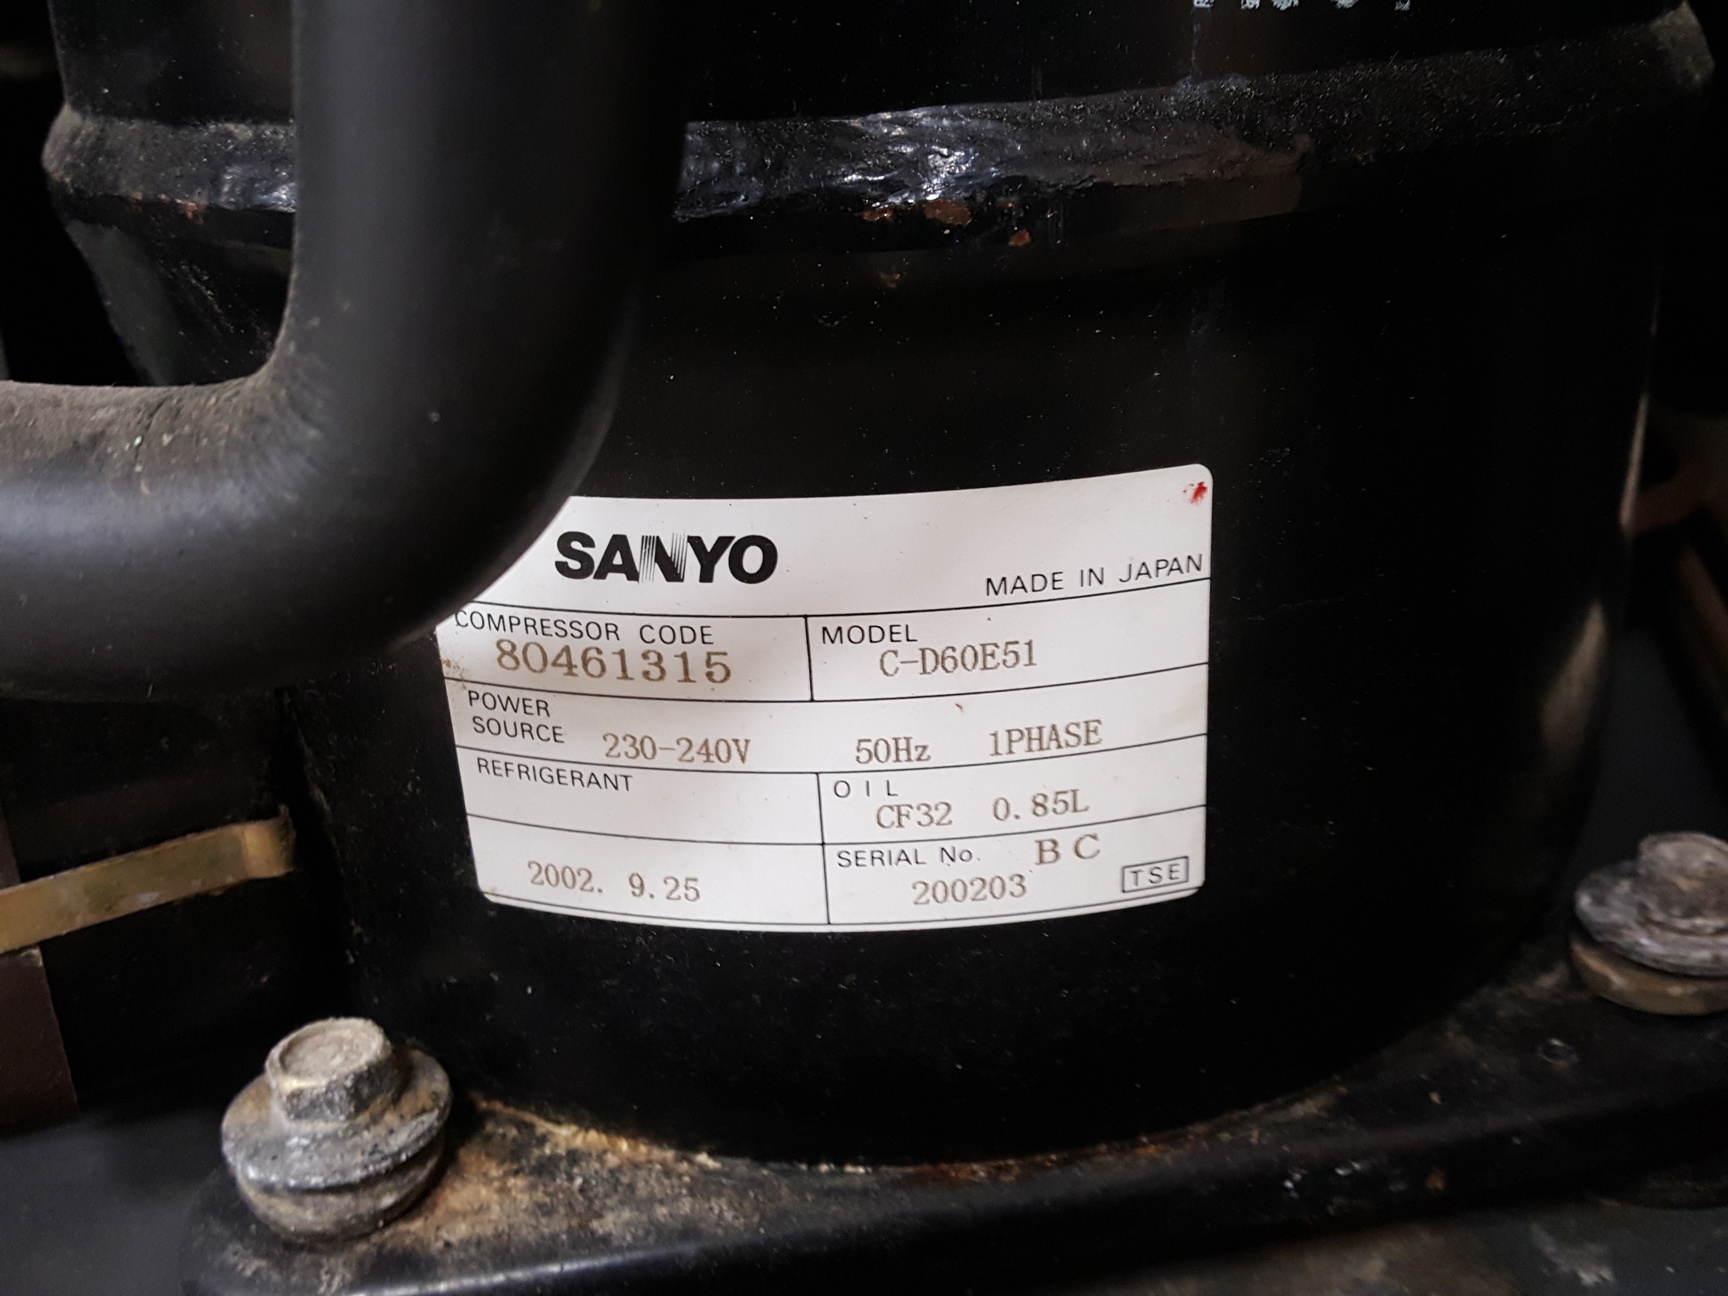 SANYO
MADE IN JAPAN
COMPRESSOR CODE
80461315
MODEL
C-D60E51
POWER
SOURCE
230-240V 50Hz 1PHASE
REFRIGERANT
OIL
CF32 0.85L
2002. 9.25
SERIAL No. BC
200203
TSE